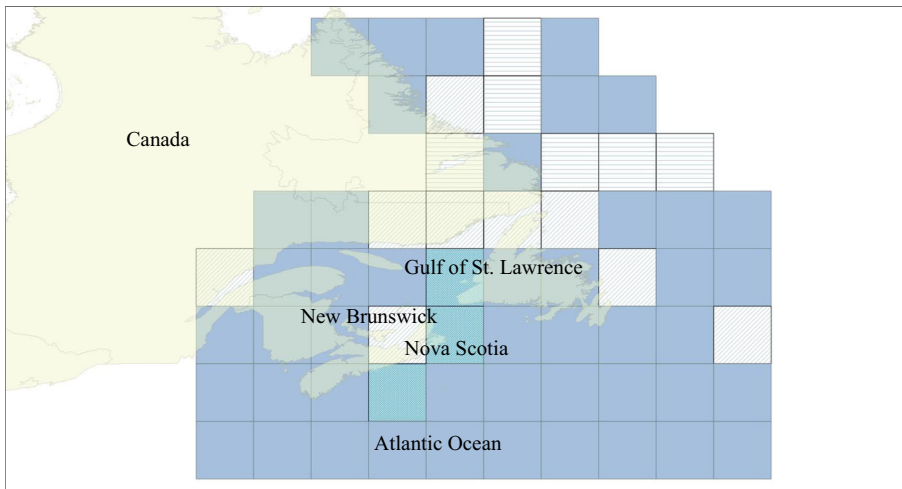 Canada
Gulf of St. Lawrence
New Brunswick
Nova Scotia
Atlantic Ocean